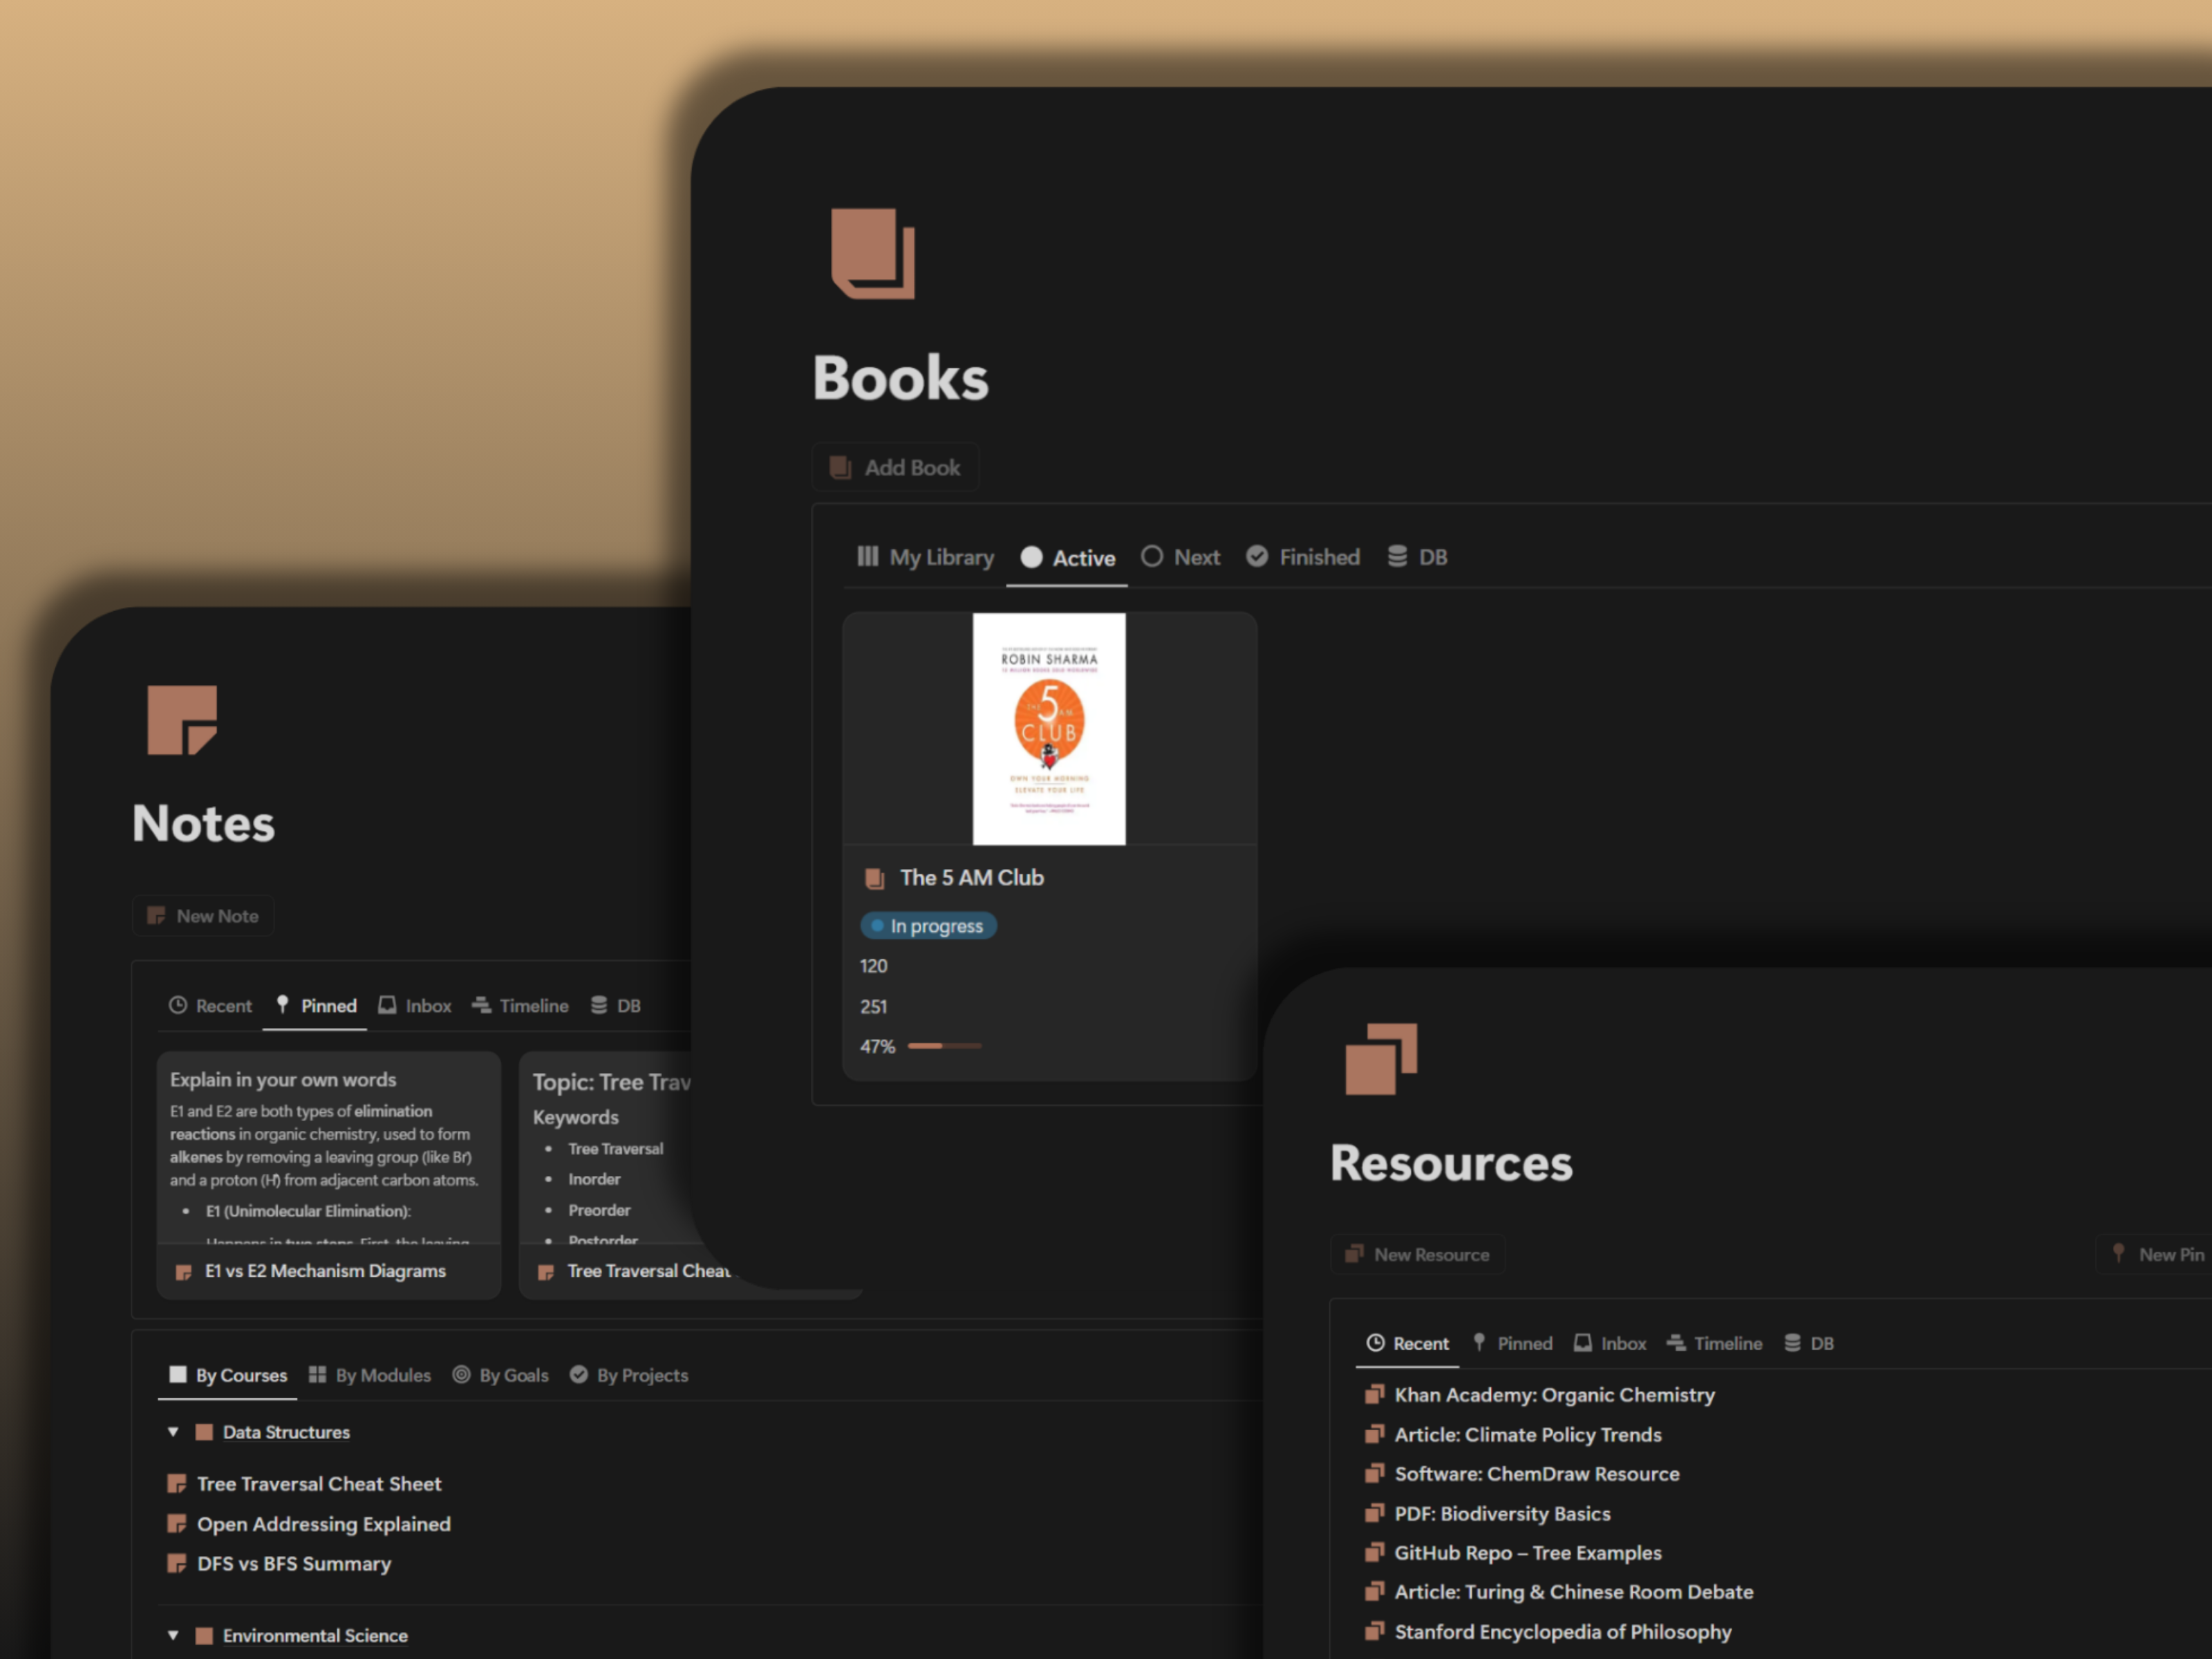 Books
Add Book
My Library
Active
Next
Finished
DB
ROBIN SHARMA
THE 5 AM
CLUB
OWN YOUR MORNING
ELEVATE YOUR LIFE
The 5 AM Club
In progress
120
251
47%
Notes
New Note
Recent
Pinned
Inbox
Timeline
DB
Explain in your own words
E1 and E2 are both types of elimination
reactions in organic chemistry, used to form
alkenes by removing a leaving group (like Br)
and a proton (H) from adjacent carbon atoms.
• E1 (Unimolecular Elimination):
Happens in two steps. First, the leaving
E1 vs E2 Mechanism Diagrams
Topic: Tree Trav
Keywords
• Tree Traversal
• Inorder
• Preorder
• Postorder
Tree Traversal Cheat
By Courses
By Modules
By Goals
By Projects
Data Structures
Tree Traversal Cheat Sheet
Open Addressing Explained
DFS vs BFS Summary
Environmental Science
Resources
New Resource
New Pin
Recent
Pinned
Inbox
Timeline
DB
Khan Academy: Organic Chemistry
Article: Climate Policy Trends
Software: ChemDraw Resource
PDF: Biodiversity Basics
GitHub Repo – Tree Examples
Article: Turing & Chinese Room Debate
Stanford Encyclopedia of Philosophy